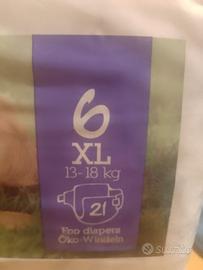 6
XL
13-18 kg
21
Eco diapers
Öko-Windeln
Subito